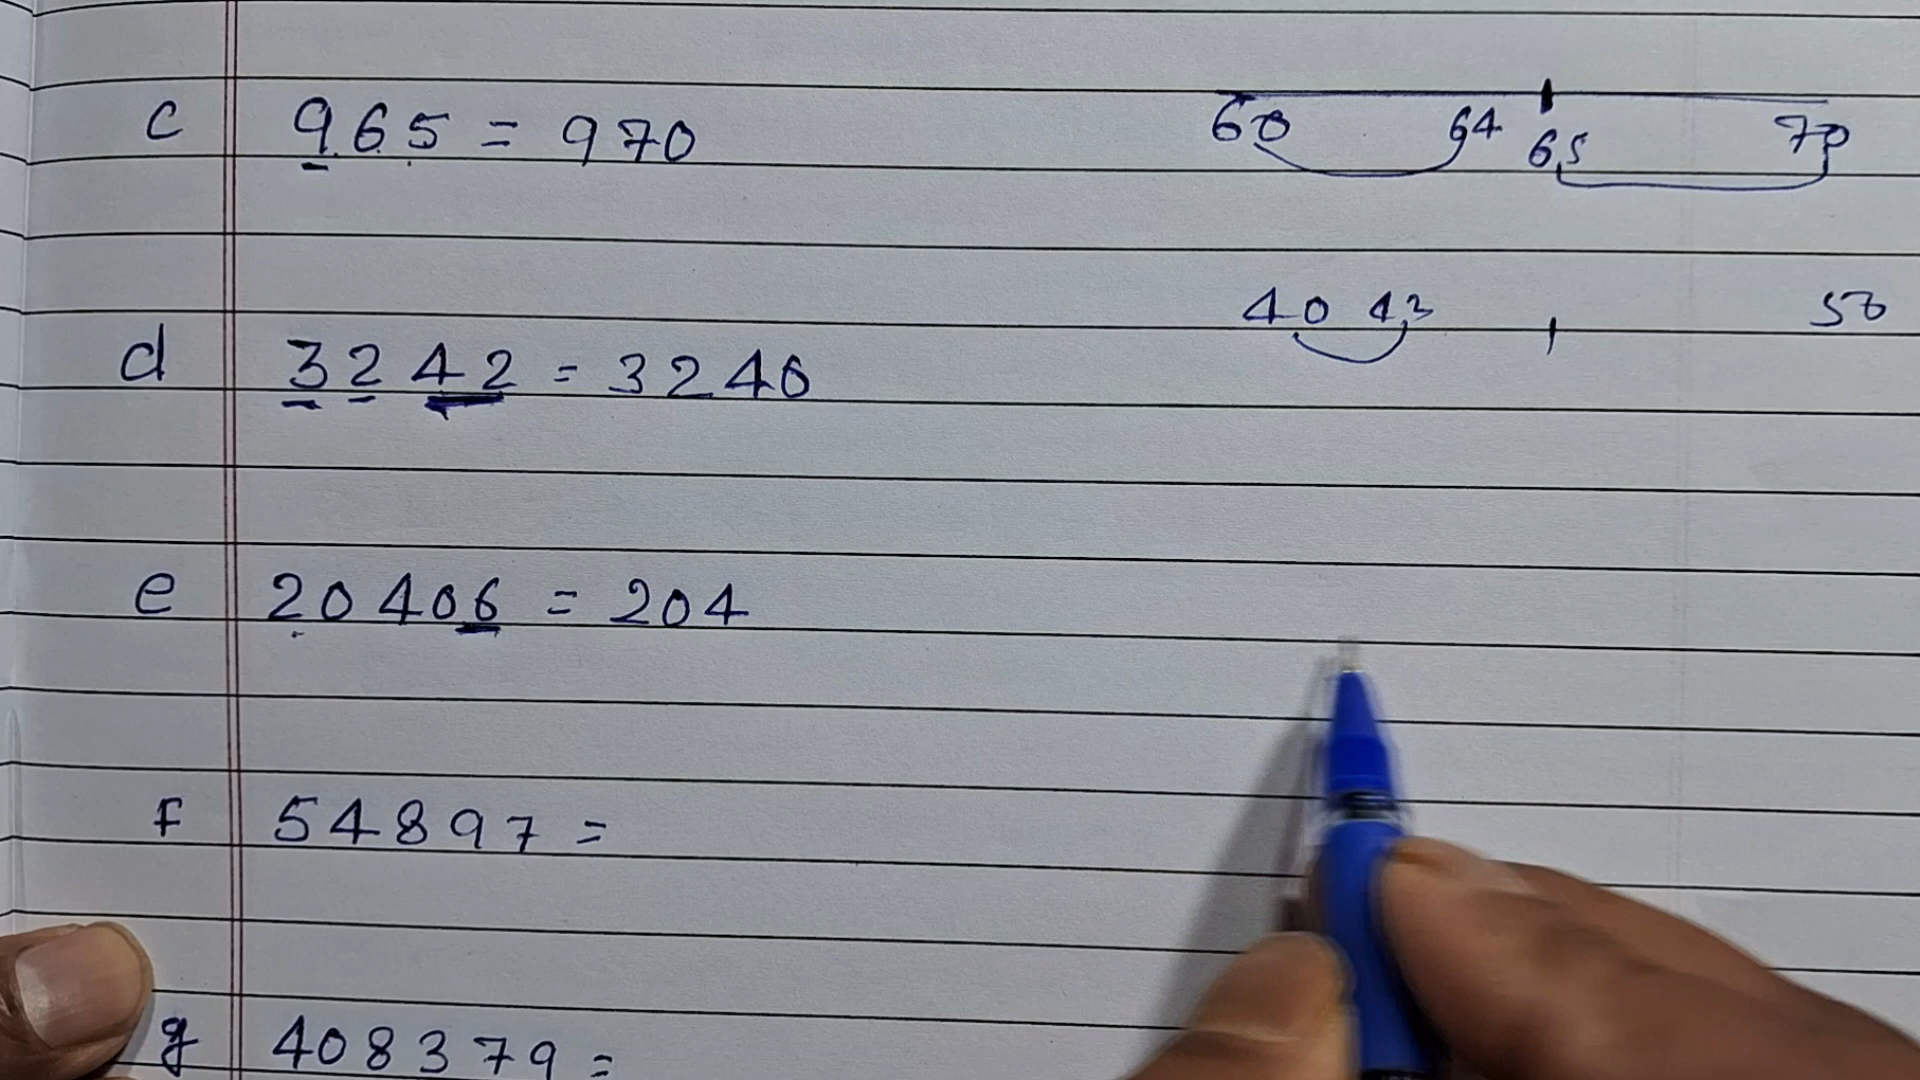 c 965 = 970 60 64 65 70
d 3242 = 3240 40 43 50
e 20406 = 204
F 54897 =
g 408379 =